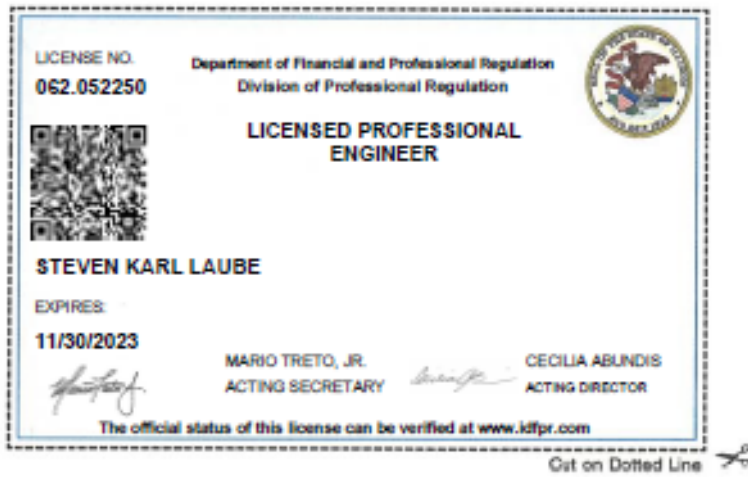 LICENSE NO.
062.052250
Department of Financial and Professional Regulation
Division of Professional Regulation
LICENSED PROFESSIONAL
ENGINEER
STEVEN KARL LAUBE
EXPIRES:
11/30/2023
MARIO TRETO, JR.
ACTING SECRETARY
CECILIA ABUNDIS
ACTING DIRECTOR
The official status of this license can be verified at www.idfpr.com
Cut on Dotted Line